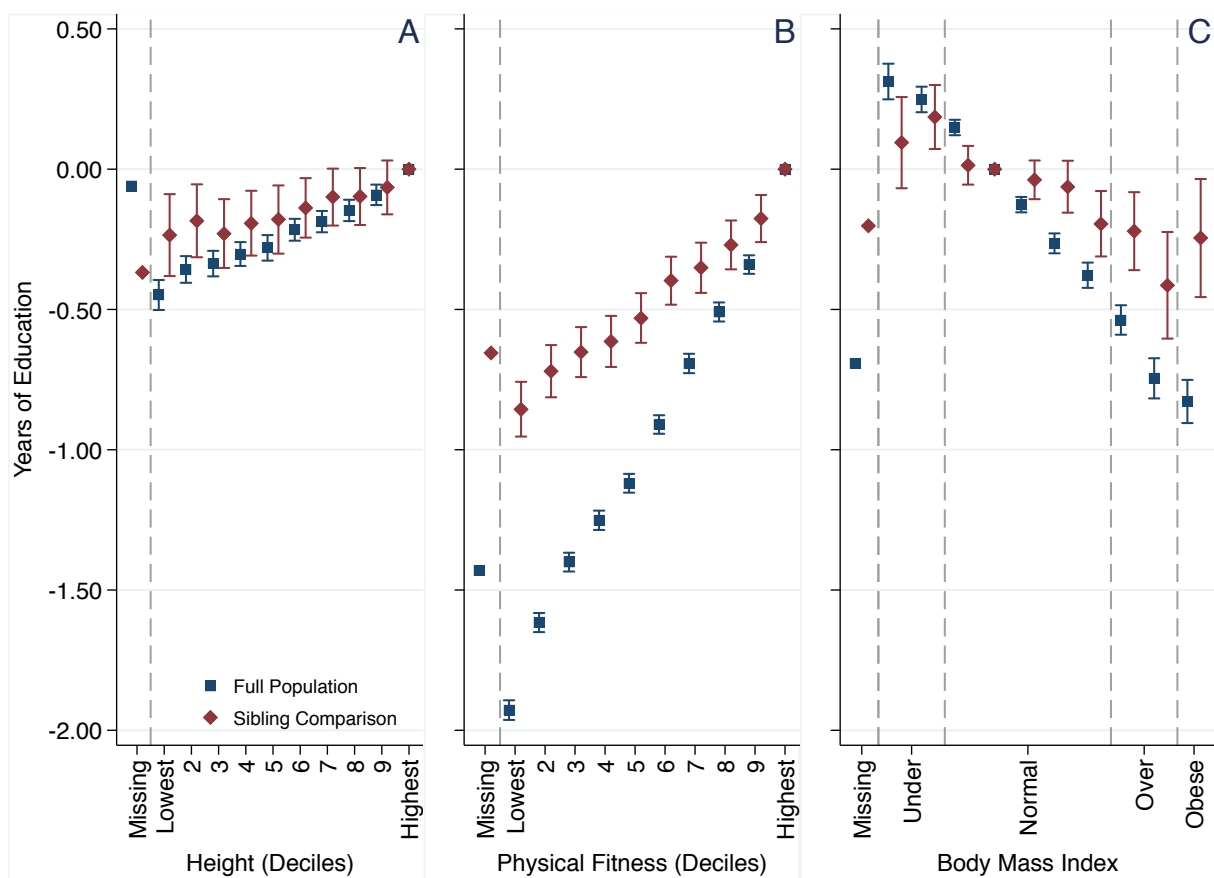 A
B
C
0.50
0.00
-0.50
-1.00
-1.50
-2.00
Years of Education
Full Population
Sibling Comparison
Missing
Lowest
2
3
4
5
6
7
8
9
Highest
Height (Deciles)
Missing
Lowest
2
3
4
5
6
7
8
9
Highest
Physical Fitness (Deciles)
Missing
Under
Normal
Over
Obese
Body Mass Index